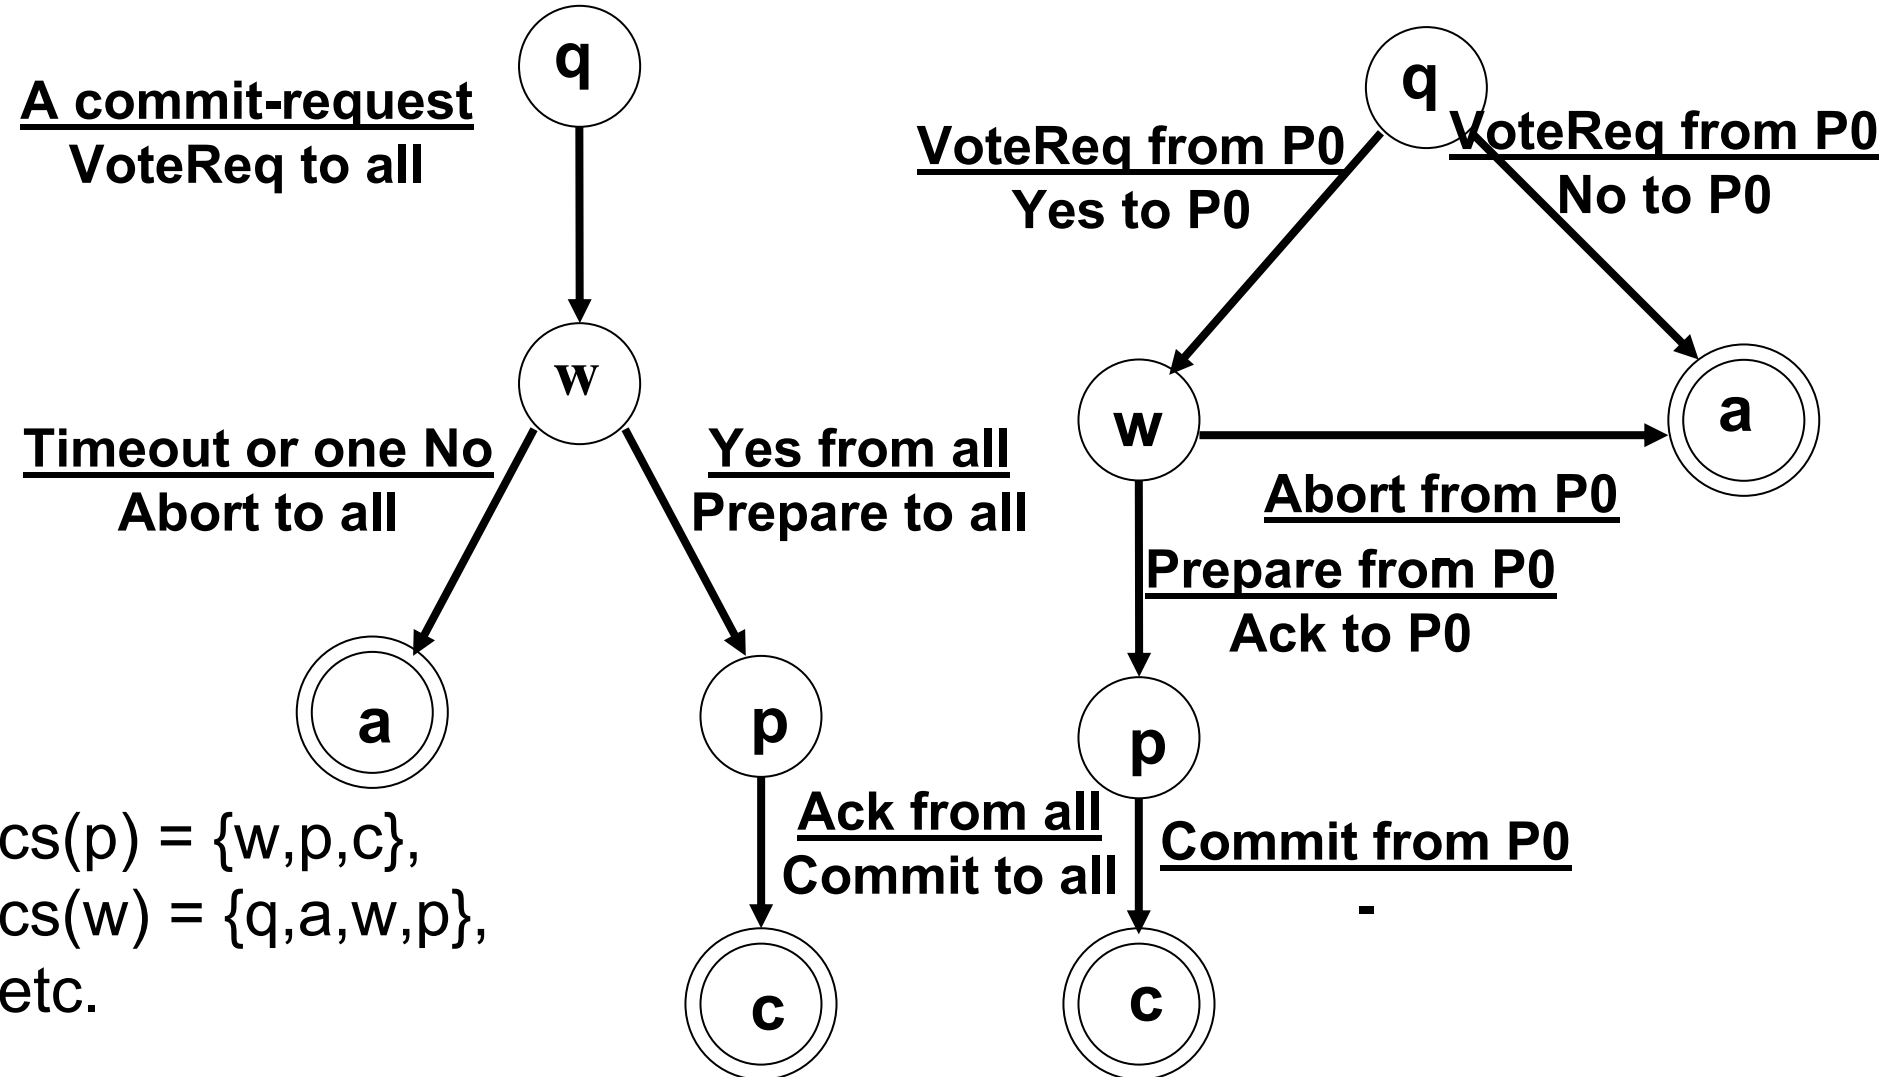 q
A commit-request
VoteReq to all
w
Timeout or one No
Abort to all
Yes from all
Prepare to all
a
p
Ack from all
Commit to all
c
cs(p) = {w,p,c},
cs(w) = {q,a,w,p},
etc.
q
VoteReq from P0
Yes to P0
VoteReq from P0
No to P0
w
a
Abort from P0
-
Prepare from P0
Ack to P0
p
Commit from P0
-
c